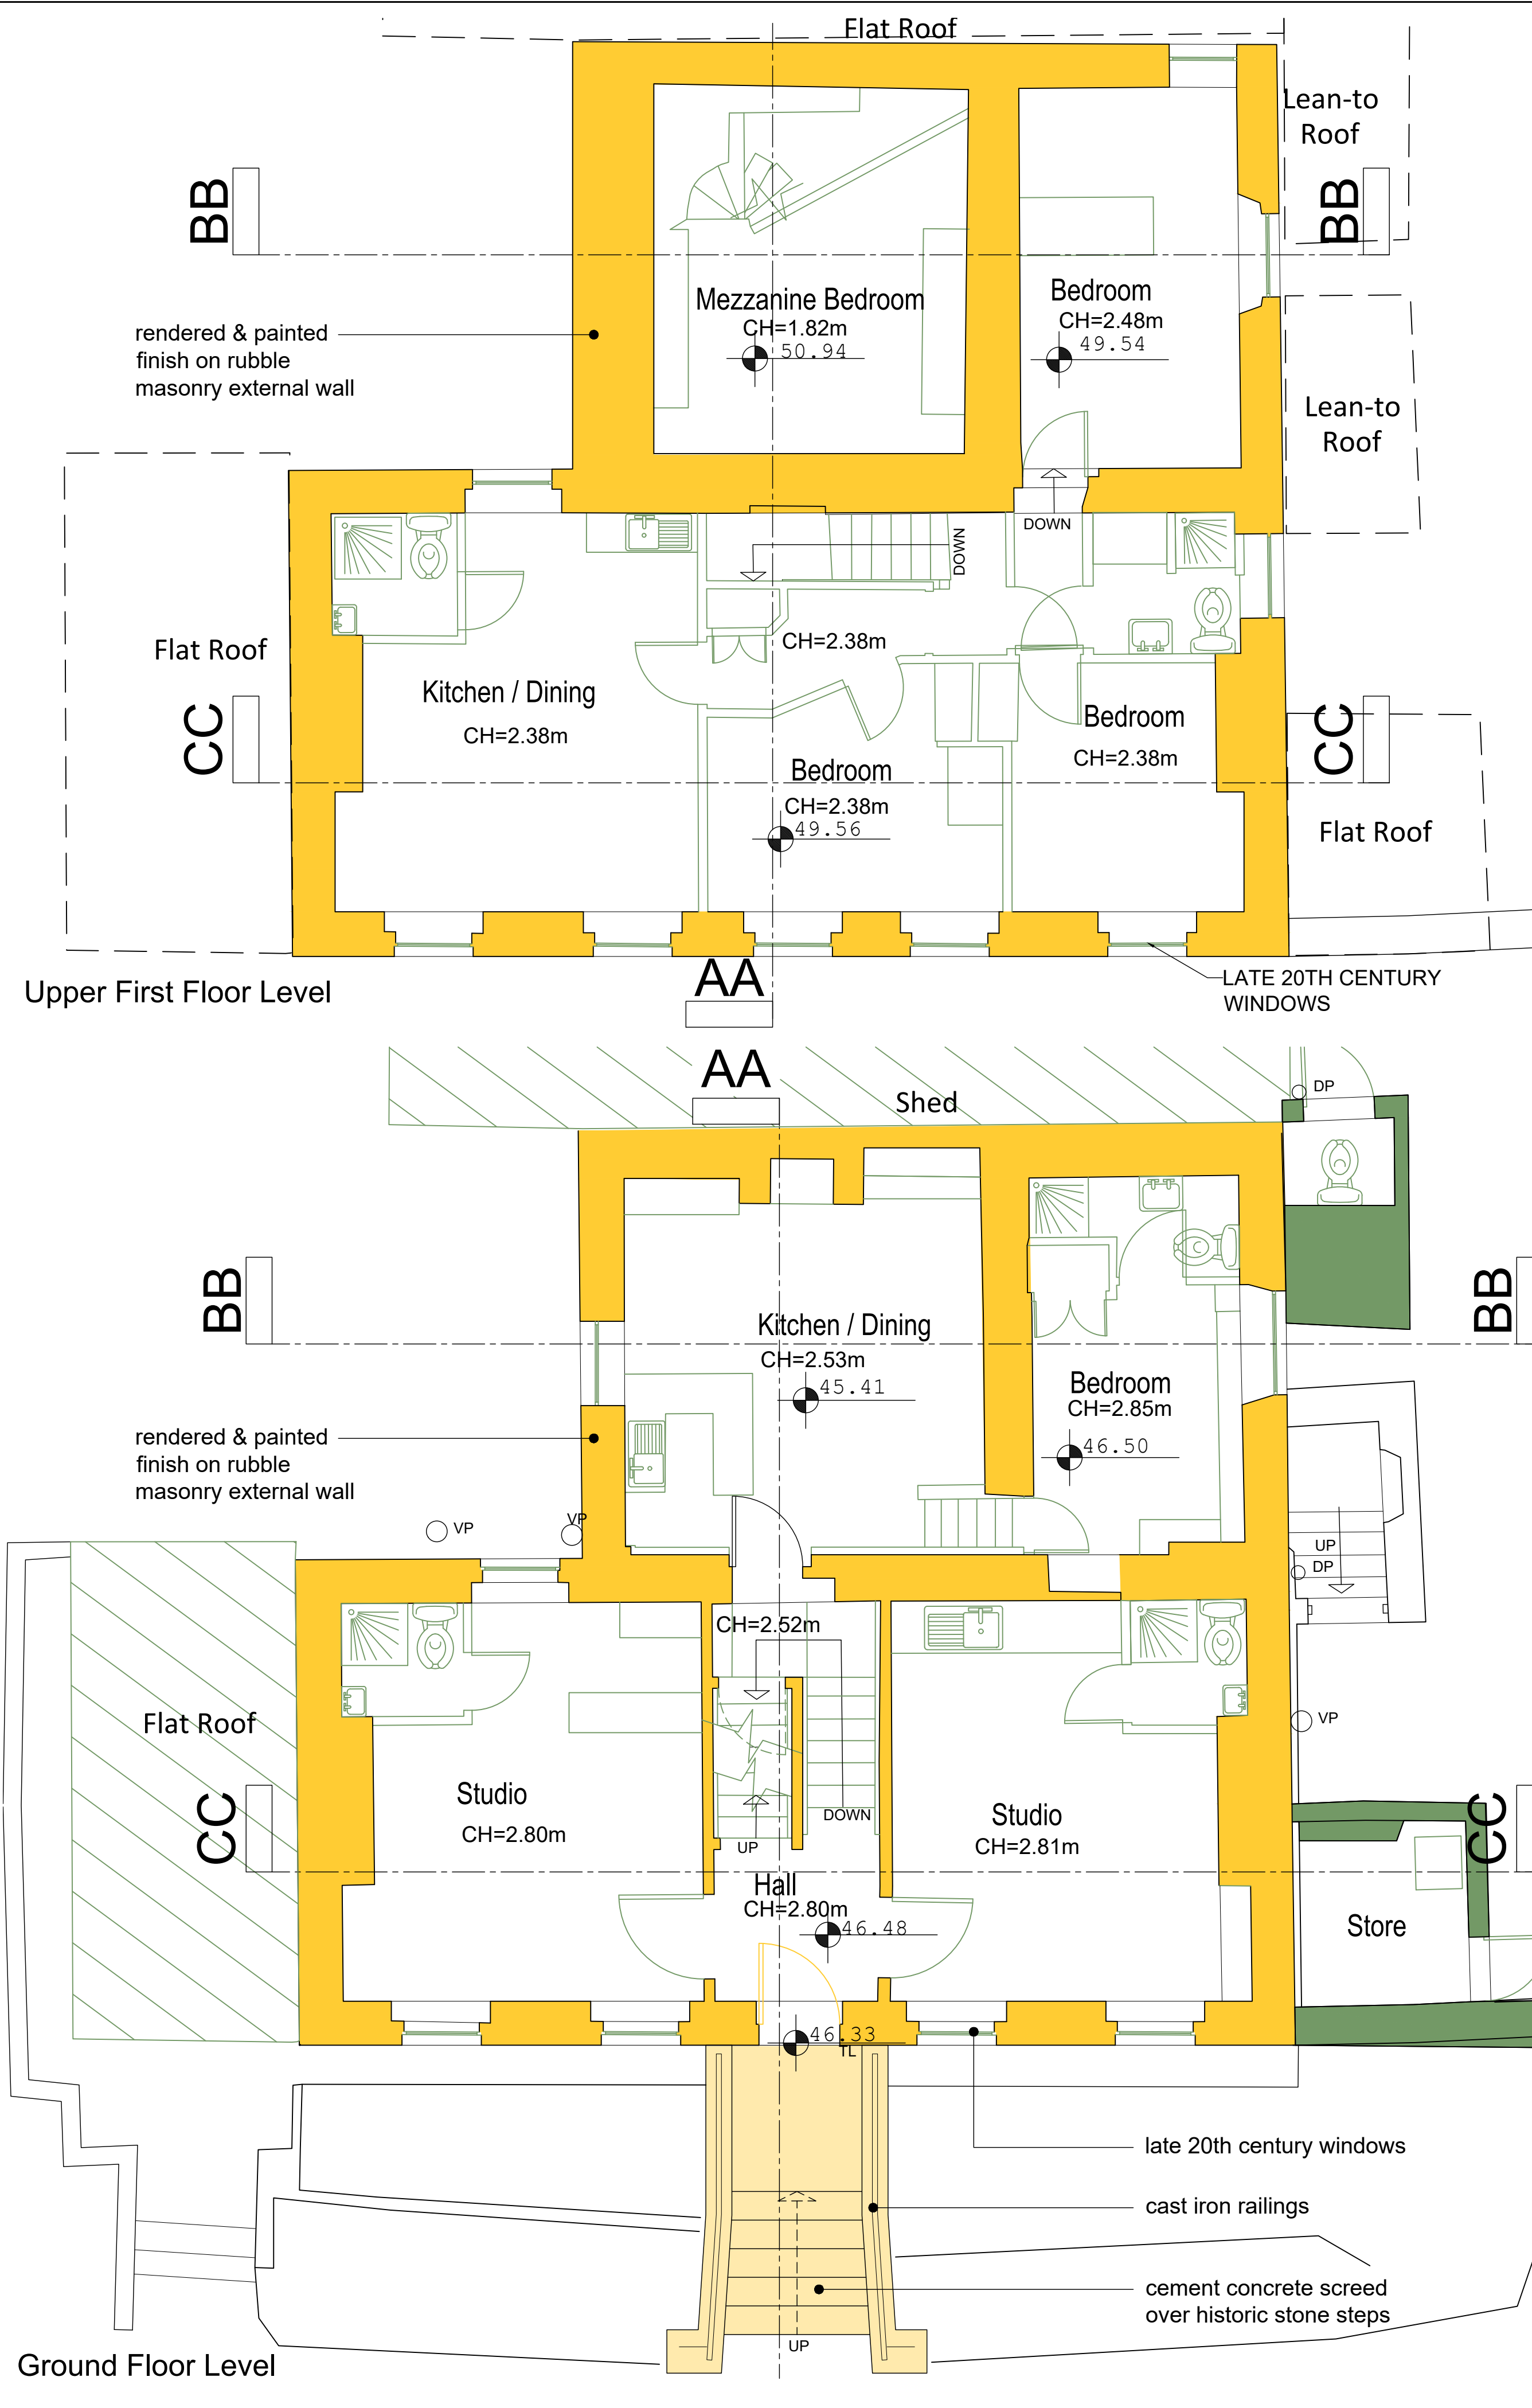 Flat Roof
Lean-to
Roof
BB
BB
Mezzanine Bedroom
CH=1.82m
50.94
Bedroom
CH=2.48m
49.54
rendered & painted
finish on rubble
masonry external wall
Lean-to
Roof
DOWN
DOWN
Flat Roof
CH=2.38m
Kitchen / Dining
CH=2.38m
CC
Bedroom
CH=2.38m
CC
Bedroom
CH=2.38m
49.56
Flat Roof
AA
LATE 20TH CENTURY
WINDOWS
Upper First Floor Level
AA
Shed
DP
BB
BB
Kitchen / Dining
CH=2.53m
45.41
Bedroom
CH=2.85m
46.50
rendered & painted
finish on rubble
masonry external wall
VP
VP
UP
DP
CH=2.52m
Flat Roof
VP
Studio
CH=2.80m
CC
DOWN
UP
Studio
CH=2.81m
CC
Hall
CH=2.80m
46.48
Store
46.33
TL
late 20th century windows
cast iron railings
cement concrete screed
over historic stone steps
UP
Ground Floor Level